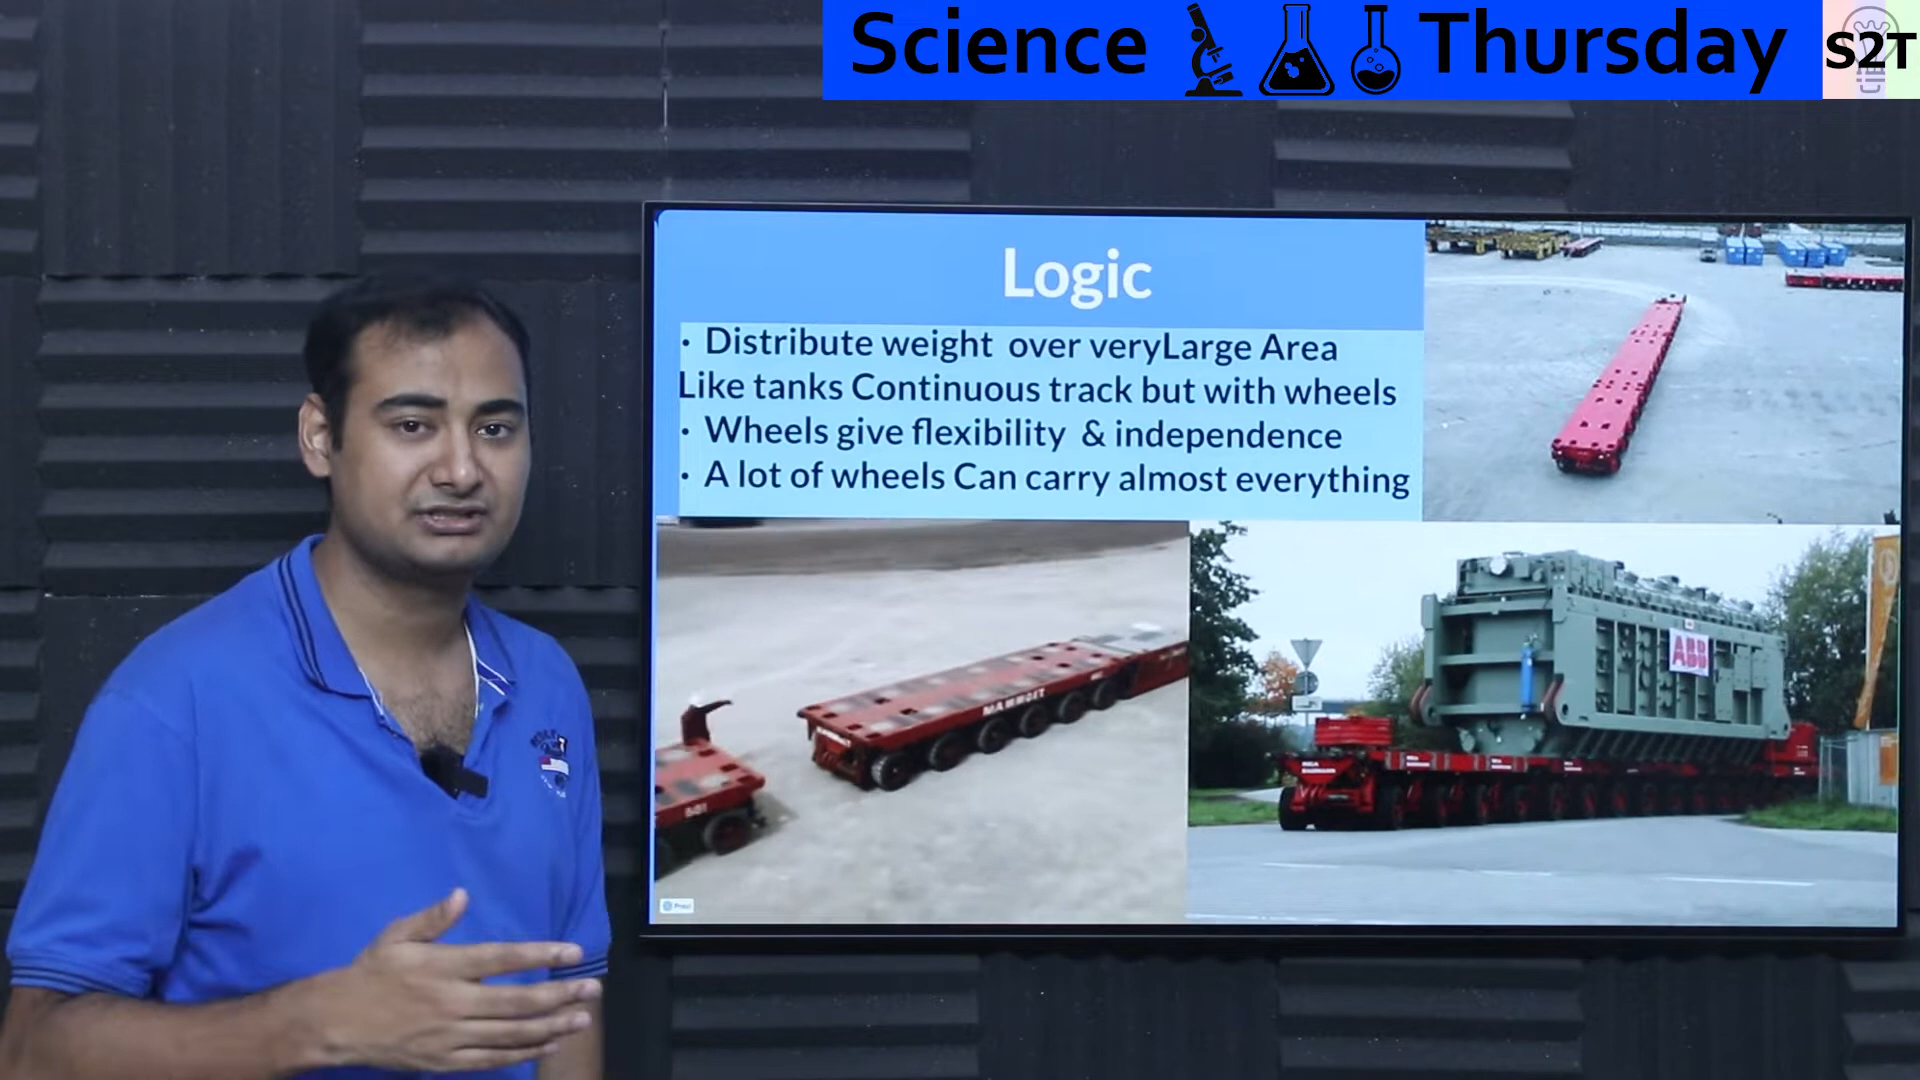 Science Thursday
S2T
Logic
• Distribute weight over veryLarge Area
Like tanks Continuous track but with wheels
• Wheels give flexibility & independence
• A lot of wheels Can carry almost everything
MAMMOET
ABB
Prezi